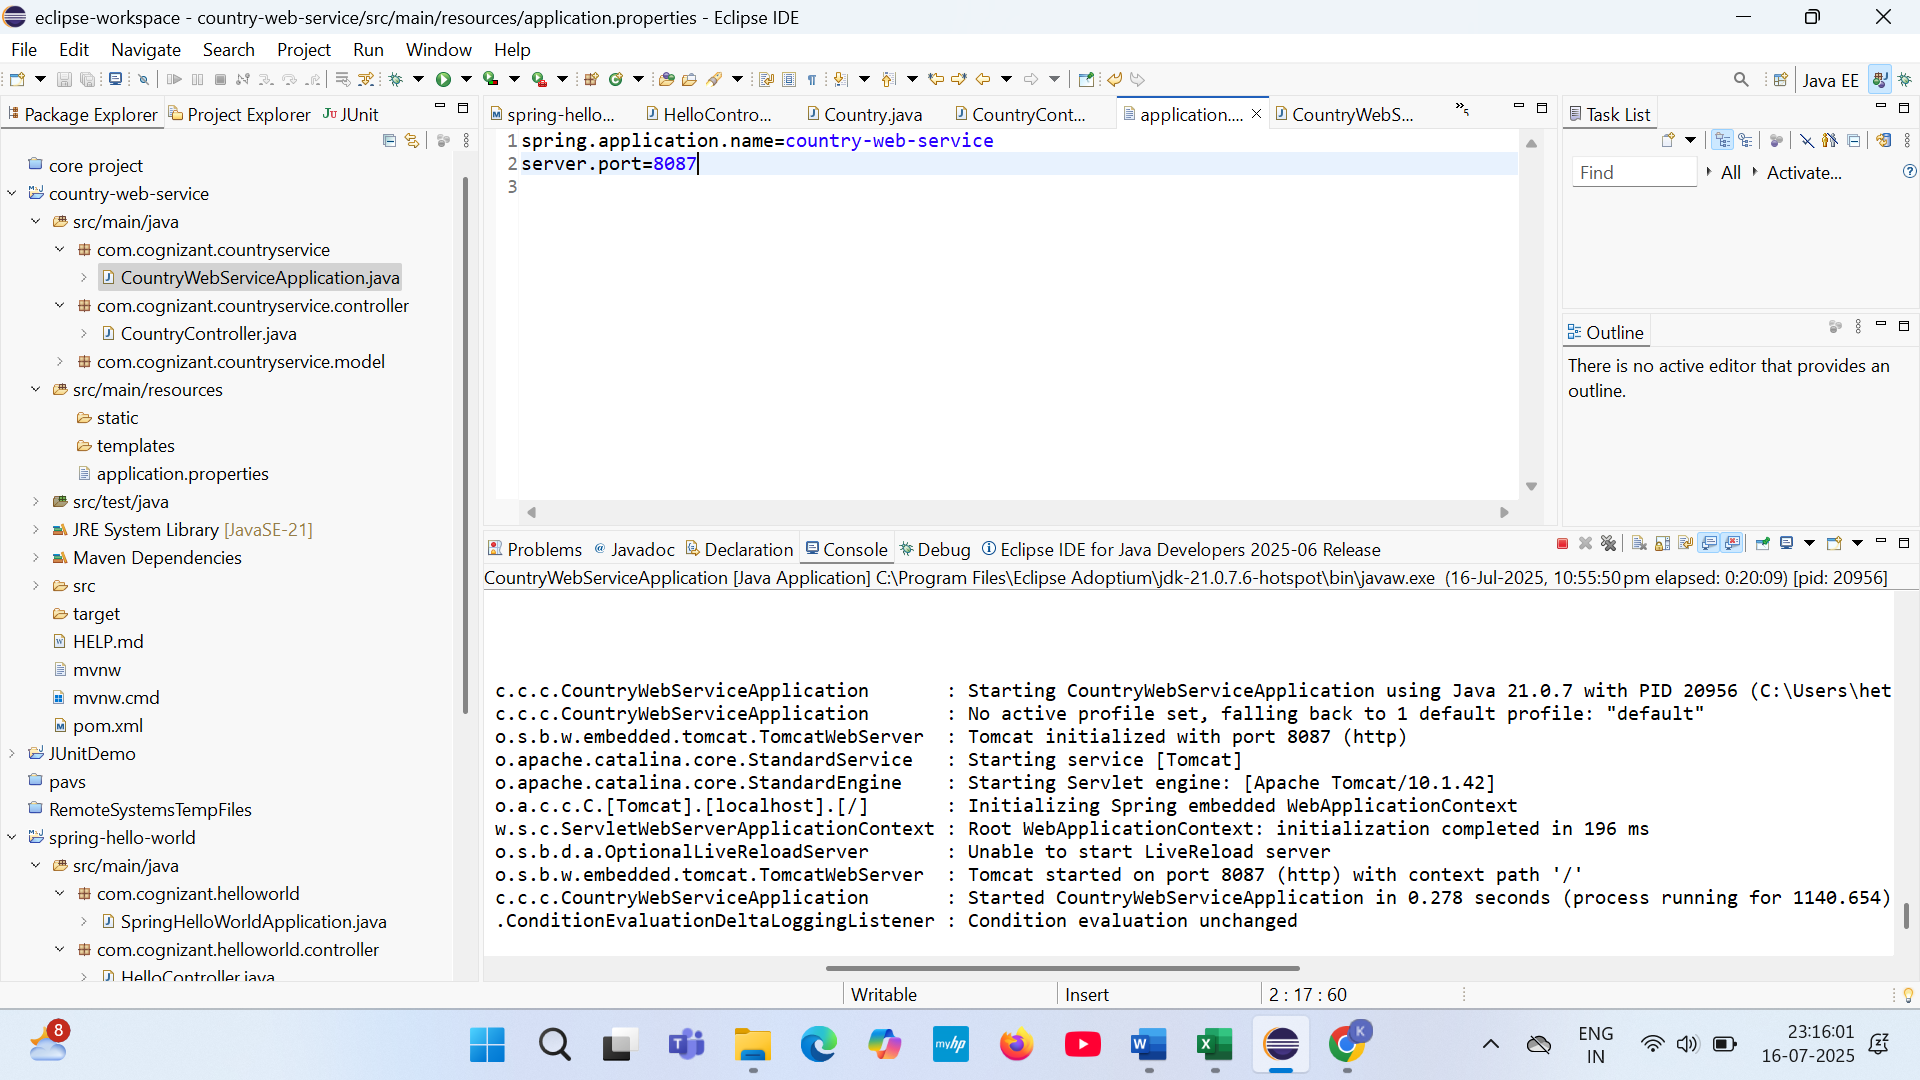 eclipse-workspace - country-web-service/src/main/resources/application.properties - Eclipse IDE
File Edit Navigate Search Project Run Window Help
Java EE
Package Explorer Project Explorer JUnit
core project
country-web-service
src/main/java
com.cognizant.countryservice
CountryWebServiceApplication.java
com.cognizant.countryservice.controller
CountryController.java
com.cognizant.countryservice.model
src/main/resources
static
templates
application.properties
src/test/java
JRE System Library [JavaSE-21]
Maven Dependencies
src
target
HELP.md
mvnw
mvnw.cmd
pom.xml
JUnitDemo
pavs
RemoteSystemsTempFiles
spring-hello-world
src/main/java
com.cognizant.helloworld
SpringHelloWorldApplication.java
com.cognizant.helloworld.controller
HelloController.java
spring-hello... HelloContro... Country.java CountryCont... application.... CountryWebS... »5
1 spring.application.name=country-web-service
2 server.port=8087
3
Task List
Find All Activate...
Outline
There is no active editor that provides an
outline.
Problems Javadoc Declaration Console Debug Eclipse IDE for Java Developers 2025-06 Release
CountryWebServiceApplication [Java Application] C:\Program Files\Eclipse Adoptium\jdk-21.0.7.6-hotspot\bin\javaw.exe (16-Jul-2025, 10:55:50 pm elapsed: 0:20:09) [pid: 20956]
c.c.c.CountryWebServiceApplication : Starting CountryWebServiceApplication using Java 21.0.7 with PID 20956 (C:\Users\het
c.c.c.CountryWebServiceApplication : No active profile set, falling back to 1 default profile: "default"
o.s.b.w.embedded.tomcat.TomcatWebServer : Tomcat initialized with port 8087 (http)
o.apache.catalina.core.StandardService : Starting service [Tomcat]
o.apache.catalina.core.StandardEngine : Starting Servlet engine: [Apache Tomcat/10.1.42]
o.a.c.c.C.[Tomcat].[localhost].[/] : Initializing Spring embedded WebApplicationContext
w.s.c.ServletWebServerApplicationContext : Root WebApplicationContext: initialization completed in 196 ms
o.s.b.d.a.OptionalLiveReloadServer : Unable to start LiveReload server
o.s.b.w.embedded.tomcat.TomcatWebServer : Tomcat started on port 8087 (http) with context path '/'
c.c.c.CountryWebServiceApplication : Started CountryWebServiceApplication in 0.278 seconds (process running for 1140.654)
.ConditionEvaluationDeltaLoggingListener : Condition evaluation unchanged
Writable Insert 2 : 17 : 60
8
myhp
K
ENG
IN
23:16:01
16-07-2025